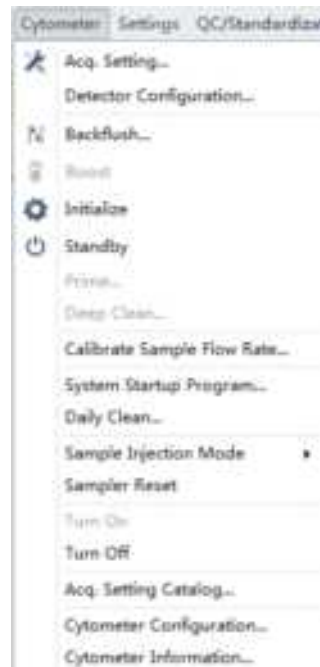 Cytometer Settings QC/Standardizat
Acq. Setting...
Detector Configuration...
Backflush...
Boost
Initialize
Standby
Prime...
Deep Clean...
Calibrate Sample Flow Rate...
System Startup Program...
Daily Clean...
Sample Injection Mode
Sampler Reset
Turn On
Turn Off
Acq. Setting Catalog...
Cytometer Configuration...
Cytometer Information...